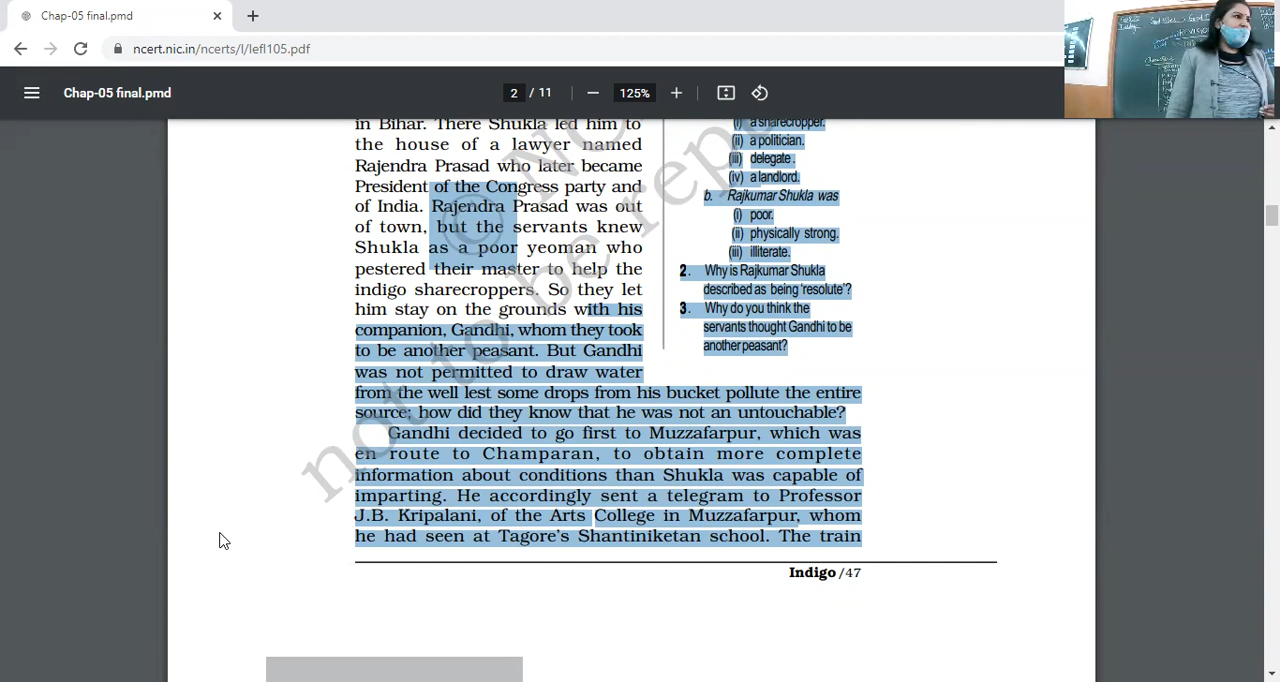 Chap-05 final.pmd
ncert.nic.in/ncerts/l/lefl105.pdf
Chap-05 final.pmd
2 / 11
125%
in Bihar. There Shukla led him to
the house of a lawyer named
Rajendra Prasad who later became
President of the Congress party and
of India. Rajendra Prasad was out
of town, but the servants knew
Shukla as a poor yeoman who
pestered their master to help the
indigo sharecroppers. So they let
him stay on the grounds with his
companion, Gandhi, whom they took
to be another peasant. But Gandhi
was not permitted to draw water
from the well lest some drops from his bucket pollute the entire
source; how did they know that he was not an untouchable?
Gandhi decided to go first to Muzzafarpur, which was
en route to Champaran, to obtain more complete
information about conditions than Shukla was capable of
imparting. He accordingly sent a telegram to Professor
J.B. Kripalani, of the Arts College in Muzzafarpur, whom
he had seen at Tagore's Shantiniketan school. The train
(i) a sharecropper.
(ii) a politician.
(iii) delegate .
(iv) a landlord.
b. Rajkumar Shukla was
(i) poor.
(ii) physically strong.
(iii) illiterate.
2. Why is Rajkumar Shukla
described as being 'resolute'?
3. Why do you think the
servants thought Gandhi to be
another peasant?
Indigo /47
not to be repu